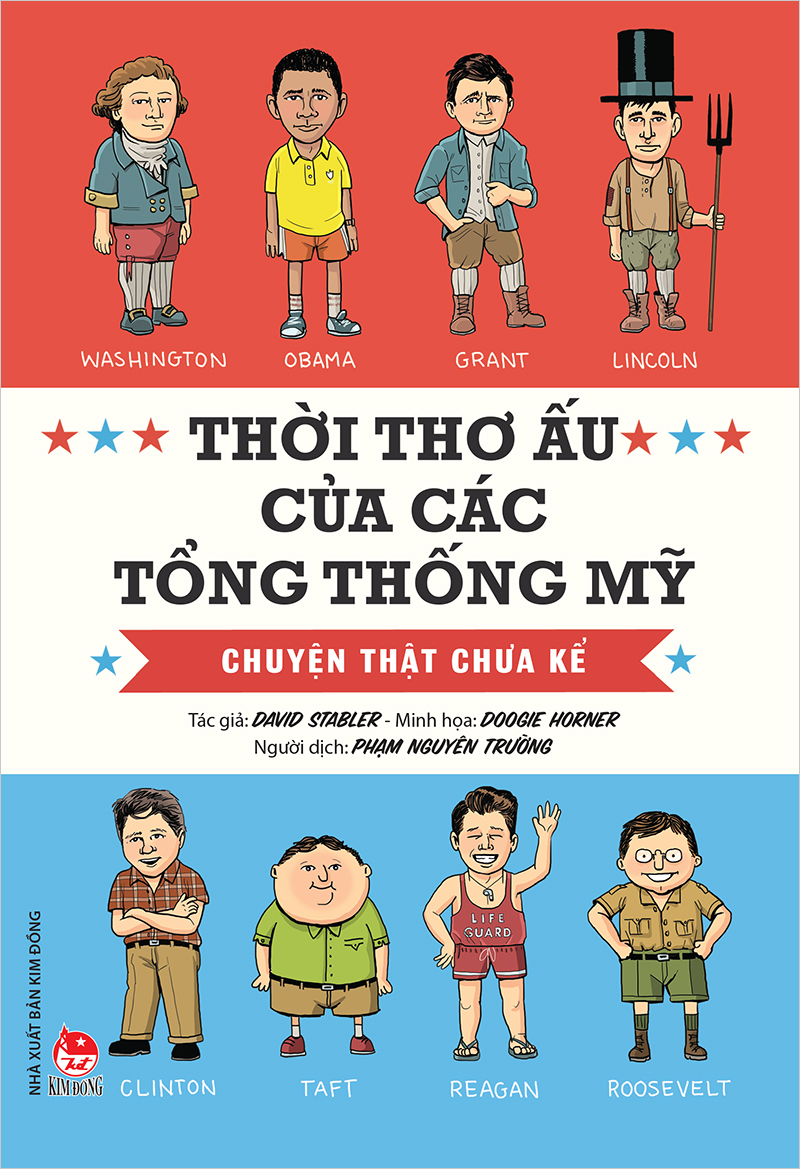 WASHINGTON OBAMA GRANT LINCOLN
THỜI THƠ ẤU
CỦA CÁC
TỔNG THỐNG MỸ
CHUYỆN THẬT CHƯA KỂ
Tác giả: DAVID STABLER - Minh họa: DOOGIE HORNER
Người dịch: PHẠM NGUYÊN TRƯỜNG
LIFE
GUARD
NHÀ XUẤT BẢN KIM ĐỒNG
kđ
KIM ĐỒNG
CLINTON TAFT REAGAN ROOSEVELT